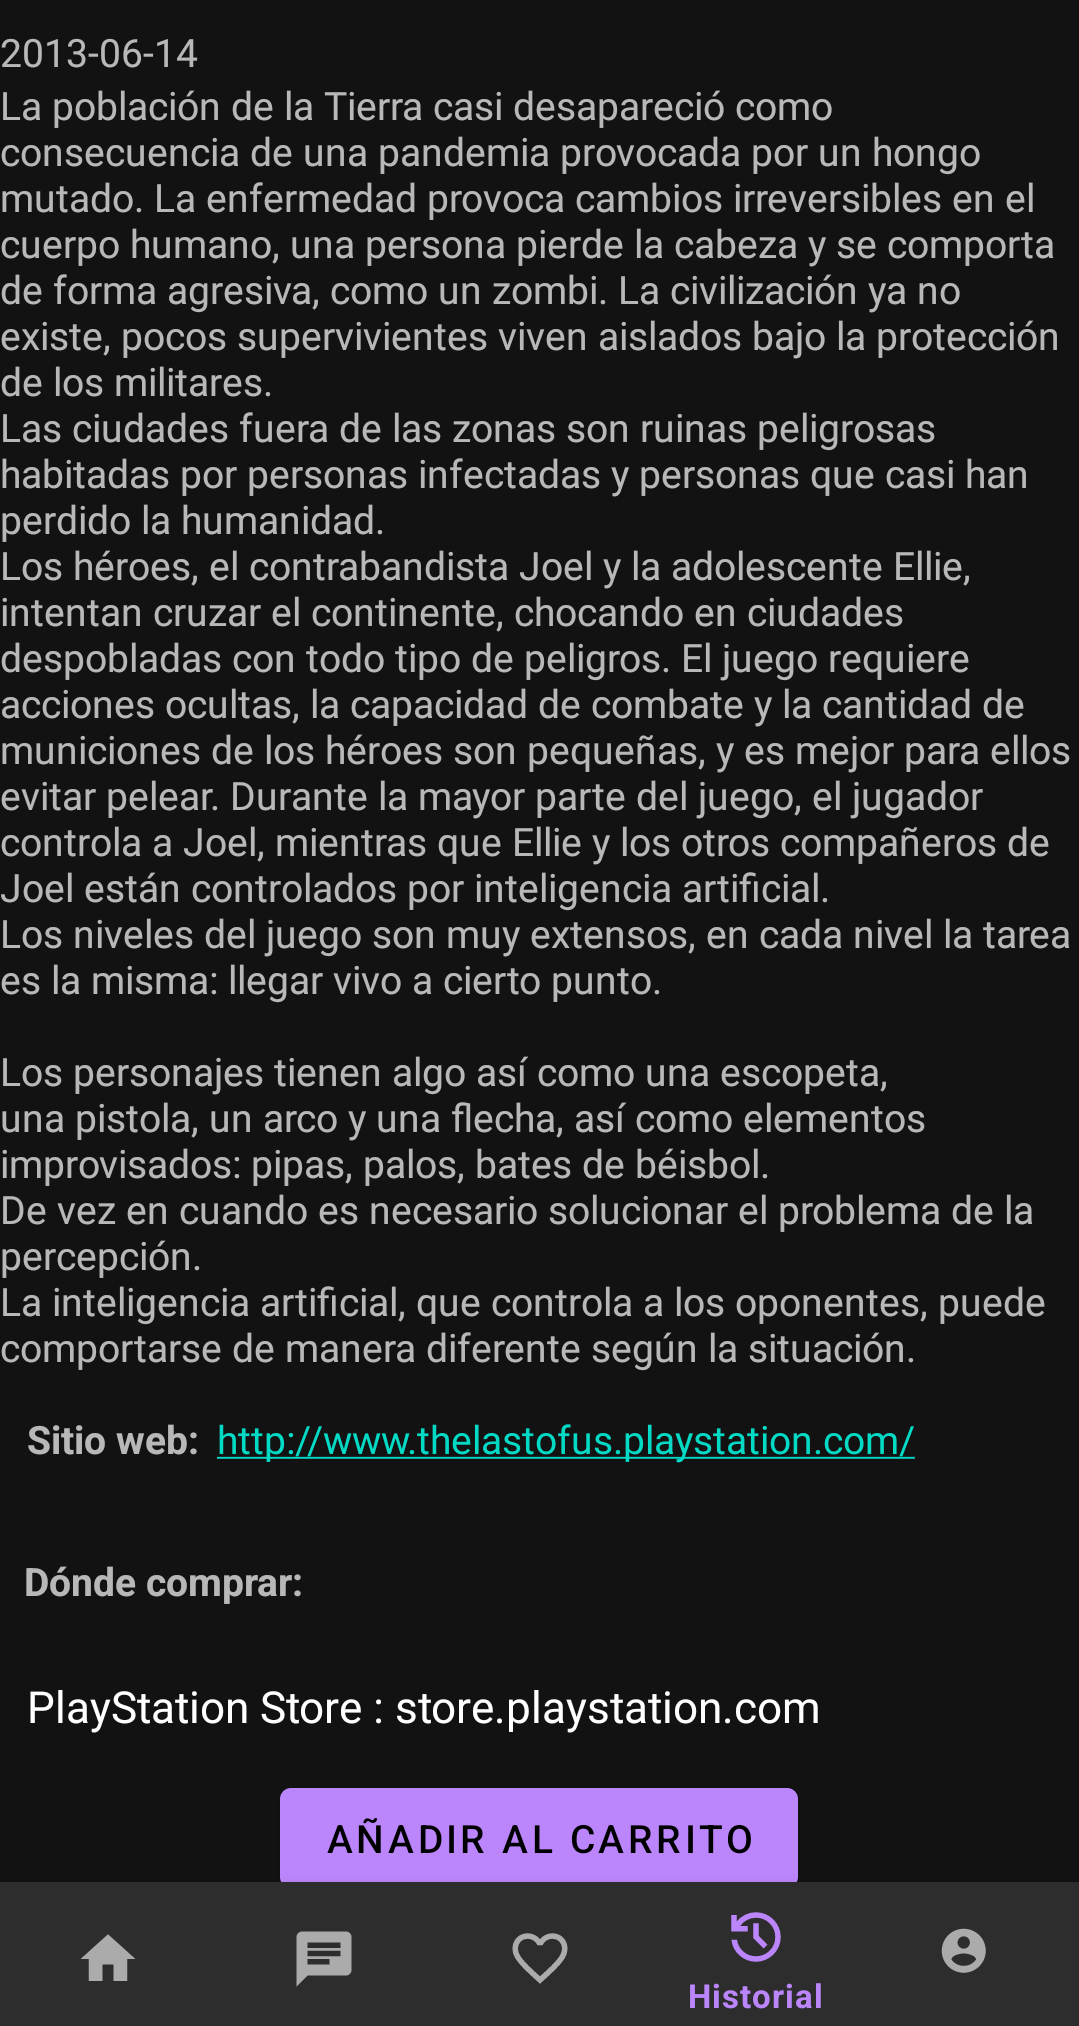 2013-06-14
La población de la Tierra casi desapareció como
consecuencia de una pandemia provocada por un hongo
mutado. La enfermedad provoca cambios irreversibles en el
cuerpo humano, una persona pierde la cabeza y se comporta
de forma agresiva, como un zombi. La civilización ya no
existe, pocos supervivientes viven aislados bajo la protección
de los militares.
Las ciudades fuera de las zonas son ruinas peligrosas
habitadas por personas infectadas y personas que casi han
perdido la humanidad.
Los héroes, el contrabandista Joel y la adolescente Ellie,
intentan cruzar el continente, chocando en ciudades
despobladas con todo tipo de peligros. El juego requiere
acciones ocultas, la capacidad de combate y la cantidad de
municiones de los héroes son pequeñas, y es mejor para ellos
evitar pelear. Durante la mayor parte del juego, el jugador
controla a Joel, mientras que Ellie y los otros compañeros de
Joel están controlados por inteligencia artificial.
Los niveles del juego son muy extensos, en cada nivel la tarea
es la misma: llegar vivo a cierto punto.
Los personajes tienen algo así como una escopeta,
una pistola, un arco y una flecha, así como elementos
improvisados: pipas, palos, bates de béisbol.
De vez en cuando es necesario solucionar el problema de la
percepción.
La inteligencia artificial, que controla a los oponentes, puede
comportarse de manera diferente según la situación.
Sitio web: http://www.thelastofus.playstation.com/
Dónde comprar:
PlayStation Store : store.playstation.com
AÑADIR AL CARRITO
Historial